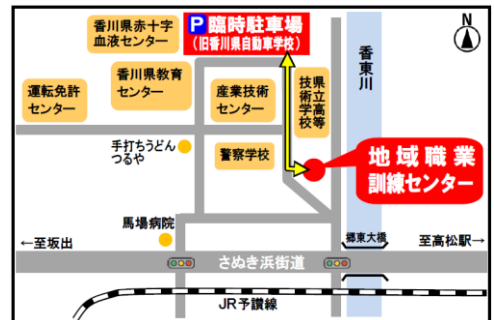 香川県赤十字
血液センター
P 臨時駐車場
(旧香川県自動車学校)
N
運転免許
センター
香川県教育
センター
産業技術
センター
県立高等
技術学校
香東川
手打ちうどん
つるや
警察学校
地域職業
訓練センター
馬場病院
←至坂出
さぬき浜街道
郷東大橋
至高松駅→
JR予讃線